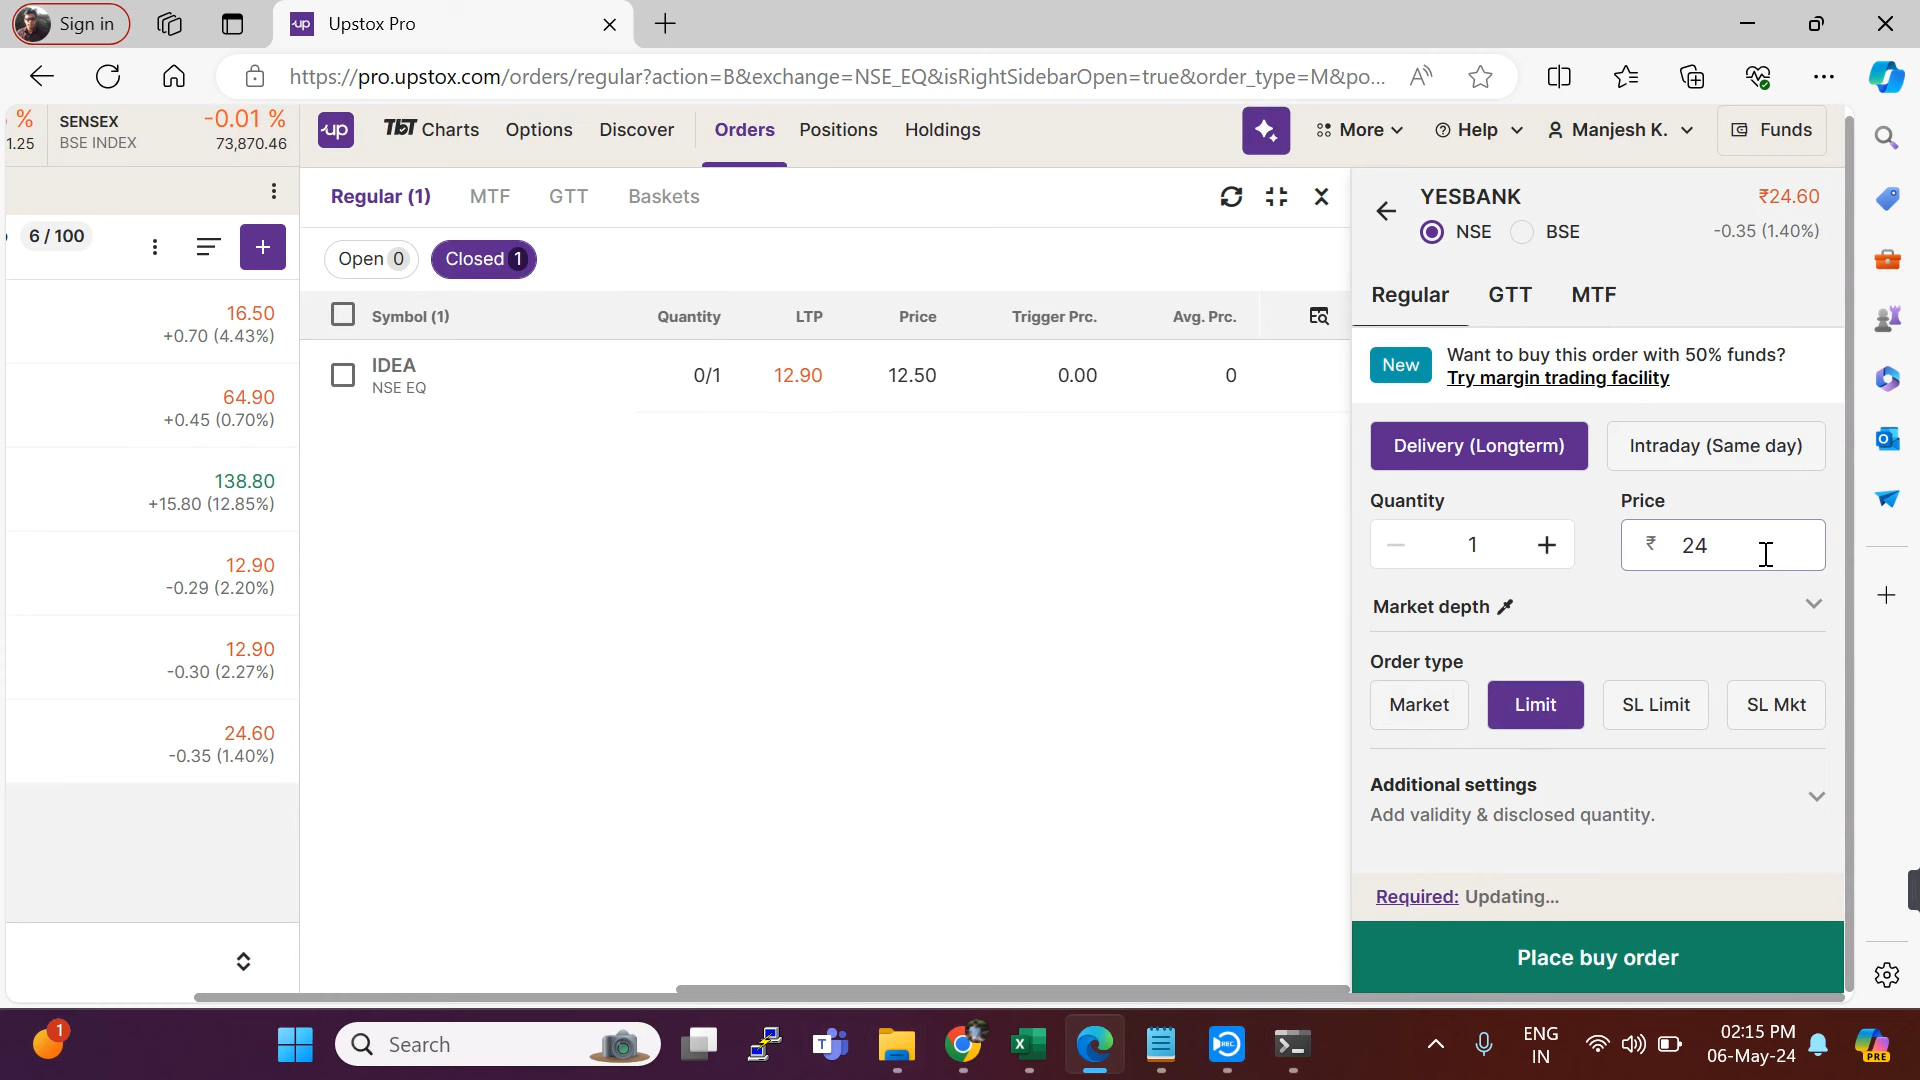 Sign in
up Upstox Pro
https://pro.upstox.com/orders/regular?action=B&exchange=NSE_EQ&isRightSidebarOpen=true&order_type=M&po...
%
1.25
SENSEX -0.01 %
BSE INDEX 73,870.46
up TbT Charts Options Discover Orders Positions Holdings More Help Manjesh K. Funds
Regular (1) MTF GTT Baskets
6 / 100
Open 0 Closed 1
Symbol (1) Quantity LTP Price Trigger Prc. Avg. Prc.
IDEA 0/1 12.90 12.50 0.00 0
NSE EQ
16.50
+0.70 (4.43%)
64.90
+0.45 (0.70%)
138.80
+15.80 (12.85%)
12.90
-0.29 (2.20%)
12.90
-0.30 (2.27%)
24.60
-0.35 (1.40%)
YESBANK ₹24.60
NSE BSE -0.35 (1.40%)
Regular GTT MTF
New Want to buy this order with 50% funds?
Try margin trading facility
Delivery (Longterm) Intraday (Same day)
Quantity Price
1 ₹ 24
Market depth
Order type
Market Limit SL Limit SL Mkt
Additional settings
Add validity & disclosed quantity.
Required: Updating...
Place buy order
1 Search ENG 02:15 PM
IN 06-May-24
REC
PRE